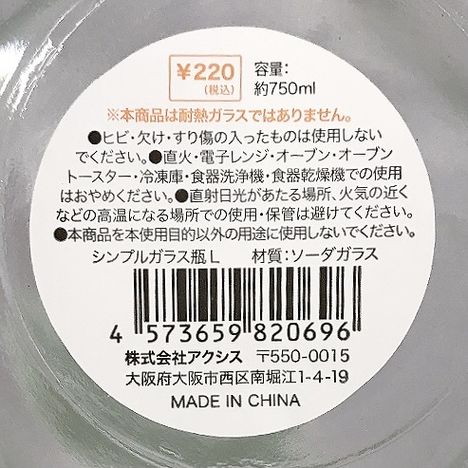 ¥220
(税込)
容量:
約750ml
※本商品は耐熱ガラスではありません。
●ヒビ・欠け・すり傷の入ったものは使用しない
でください。●直火・電子レンジ・オーブン・オーブン
トースター・冷凍庫・食器洗浄機・食器乾燥機での使用
はおやめください。●直射日光があたる場所、火気の近く
などの高温になる場所での使用・保管は避けてください。
●本商品を本使用目的以外の用途に使用しないでください。
シンプルガラス瓶L 材質:ソーダガラス
4 573659 820696
株式会社アクシス 〒550-0015
大阪府大阪市西区南堀江1-4-19
MADE IN CHINA